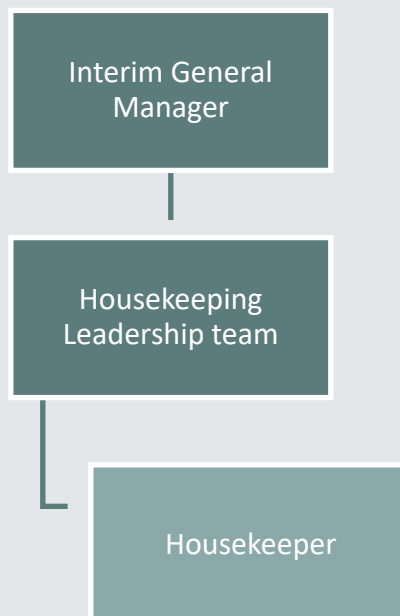 Interim General
Manager
Housekeeping
Leadership team
Housekeeper